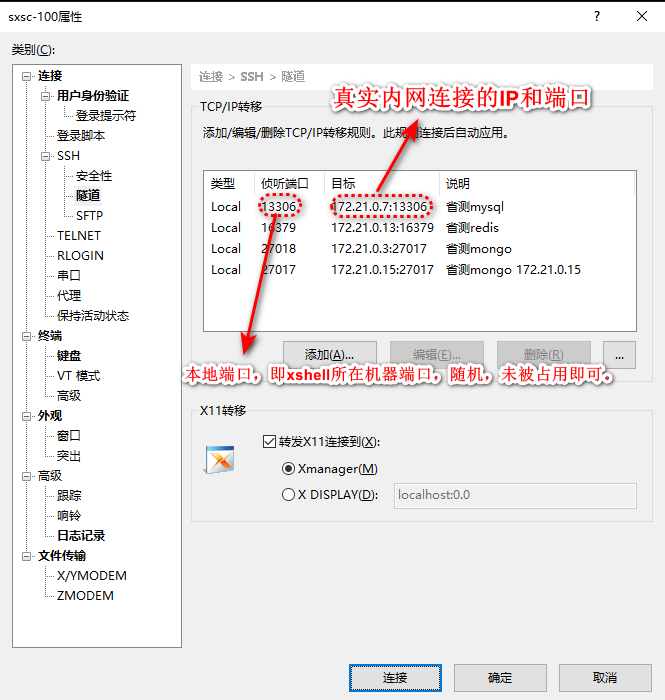 sxsc-100属性
?
类别(C):
连接
用户身份验证
登录提示符
登录脚本
SSH
安全性
隧道
SFTP
TELNET
RLOGIN
串口
代理
保持活动状态
终端
键盘
VT 模式
高级
外观
窗口
突出
高级
跟踪
响铃
日志记录
文件传输
X/YMODEM
ZMODEM
连接 > SSH > 隧道
真实内网连接的IP和端口
TCP/IP转移
添加/编辑/删除TCP/IP转移规则。此规则连接后自动应用。
类型 侦听端口 目标 说明
Local 13306 172.21.0.7:13306 省测mysql
Local 16379 172.21.0.13:16379 省测redis
Local 27018 172.21.0.3:27017 省测mongo
Local 27017 172.21.0.15:27017 省测mongo 172.21.0.15
添加(A)... 编辑(E)... 删除(R) ...
本地端口，即xshell所在机器端口，随机，未被占用即可。
X11转移
转发X11连接到(X):
Xmanager(M)
X DISPLAY(D): localhost:0.0
连接 确定 取消